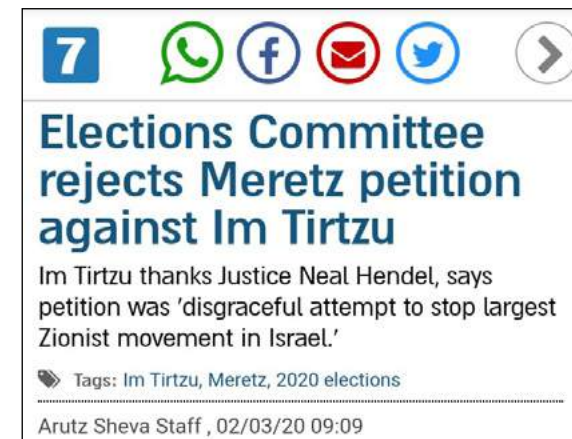 7
Elections Committee
rejects Meretz petition
against Im Tirtzu
Im Tirtzu thanks Justice Neal Hendel, says
petition was 'disgraceful attempt to stop largest
Zionist movement in Israel.'
Tags: Im Tirtzu, Meretz, 2020 elections
Arutz Sheva Staff , 02/03/20 09:09